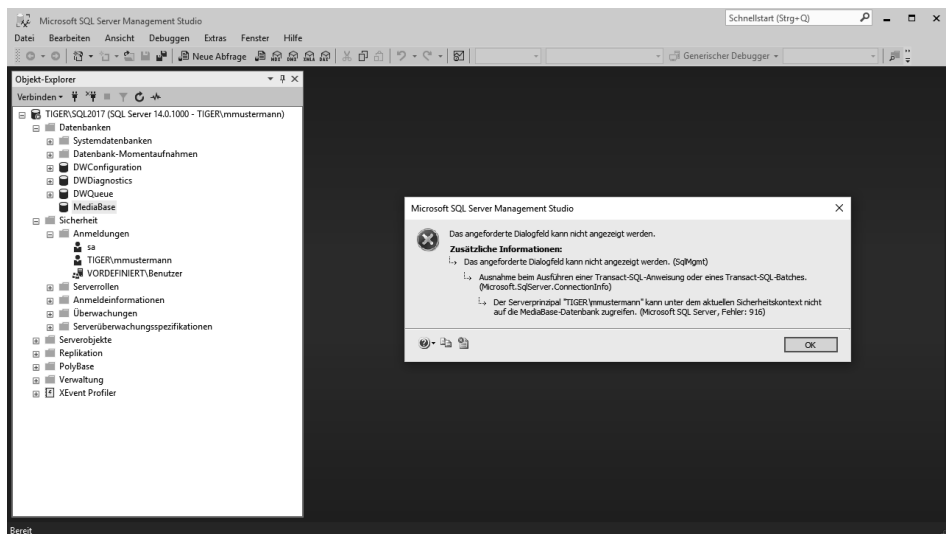 Microsoft SQL Server Management Studio
Schnellstart (Strg+Q)
Datei Bearbeiten Ansicht Debuggen Extras Fenster Hilfe
Neue Abfrage
Generischer Debugger
Objekt-Explorer
Verbinden
TIGER\SQL2017 (SQL Server 14.0.1000 - TIGER\mmustermann)
Datenbanken
Systemdatenbanken
Datenbank-Momentaufnahmen
DWConfiguration
DWDiagnostics
DWQueue
MediaBase
Sicherheit
Anmeldungen
sa
TIGER\mmustermann
VORDEFINIERT\Benutzer
Serverrollen
Anmeldeinformationen
Überwachungen
Serverüberwachungsspezifikationen
Serverobjekte
Replikation
PolyBase
Verwaltung
XEvent Profiler
Microsoft SQL Server Management Studio
Das angeforderte Dialogfeld kann nicht angezeigt werden.
Zusätzliche Informationen:
Das angeforderte Dialogfeld kann nicht angezeigt werden. (SqlMgmt)
Ausnahme beim Ausführen einer Transact-SQL-Anweisung oder eines Transact-SQL-Batches.
(Microsoft.SqlServer.ConnectionInfo)
Der Serverprinzipal "TIGER\mmustermann" kann unter dem aktuellen Sicherheitskontext nicht
auf die MediaBase-Datenbank zugreifen. (Microsoft SQL Server, Fehler: 916)
OK
Bereit